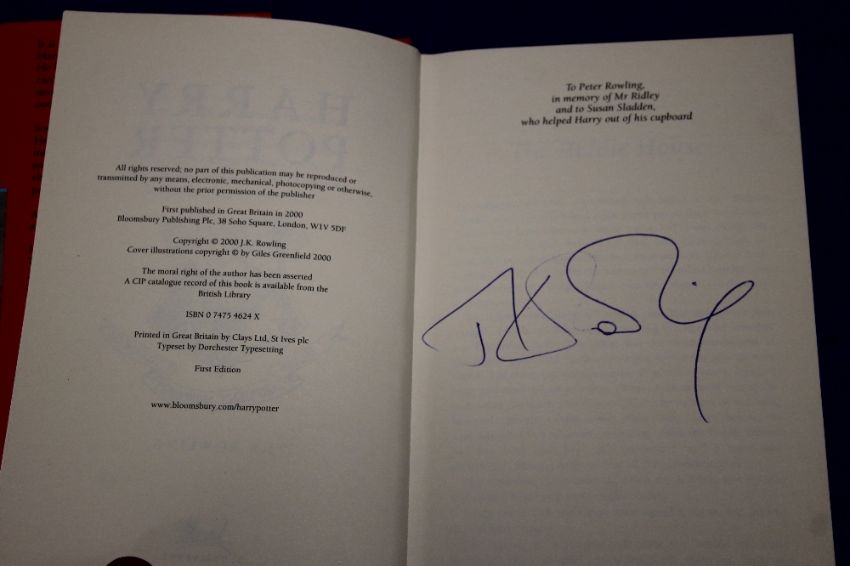 All rights reserved; no part of this publication may be reproduced or
transmitted by any means, electronic, mechanical, photocopying or otherwise,
without the prior permission of the publisher
First published in Great Britain in 2000
Bloomsbury Publishing Plc, 38 Soho Square, London, W1V 5DF
Copyright © 2000 J.K. Rowling
Cover illustrations copyright © by Giles Greenfield 2000
The moral right of the author has been asserted
A CIP catalogue record of this book is available from the
British Library
ISBN 0 7475 4624 X
Printed in Great Britain by Clays Ltd, St Ives plc
Typeset by Dorchester Typesetting
First Edition
www.bloomsbury.com/harrypotter
To Peter Rowling,
in memory of Mr Ridley
and to Susan Sladden,
who helped Harry out of his cupboard